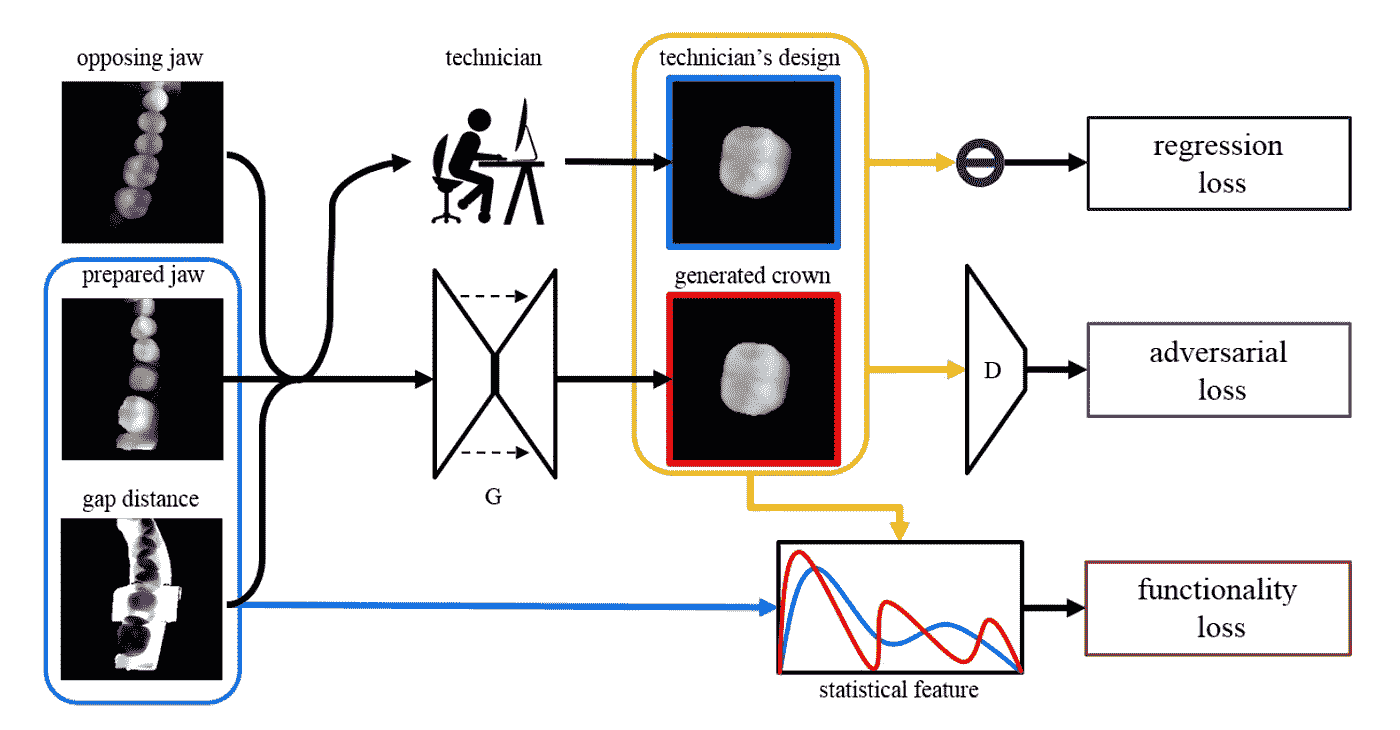 opposing jaw
technician
technician's design
regression
loss
prepared jaw
generated crown
D
adversarial
loss
gap distance
G
functionality
loss
statistical feature